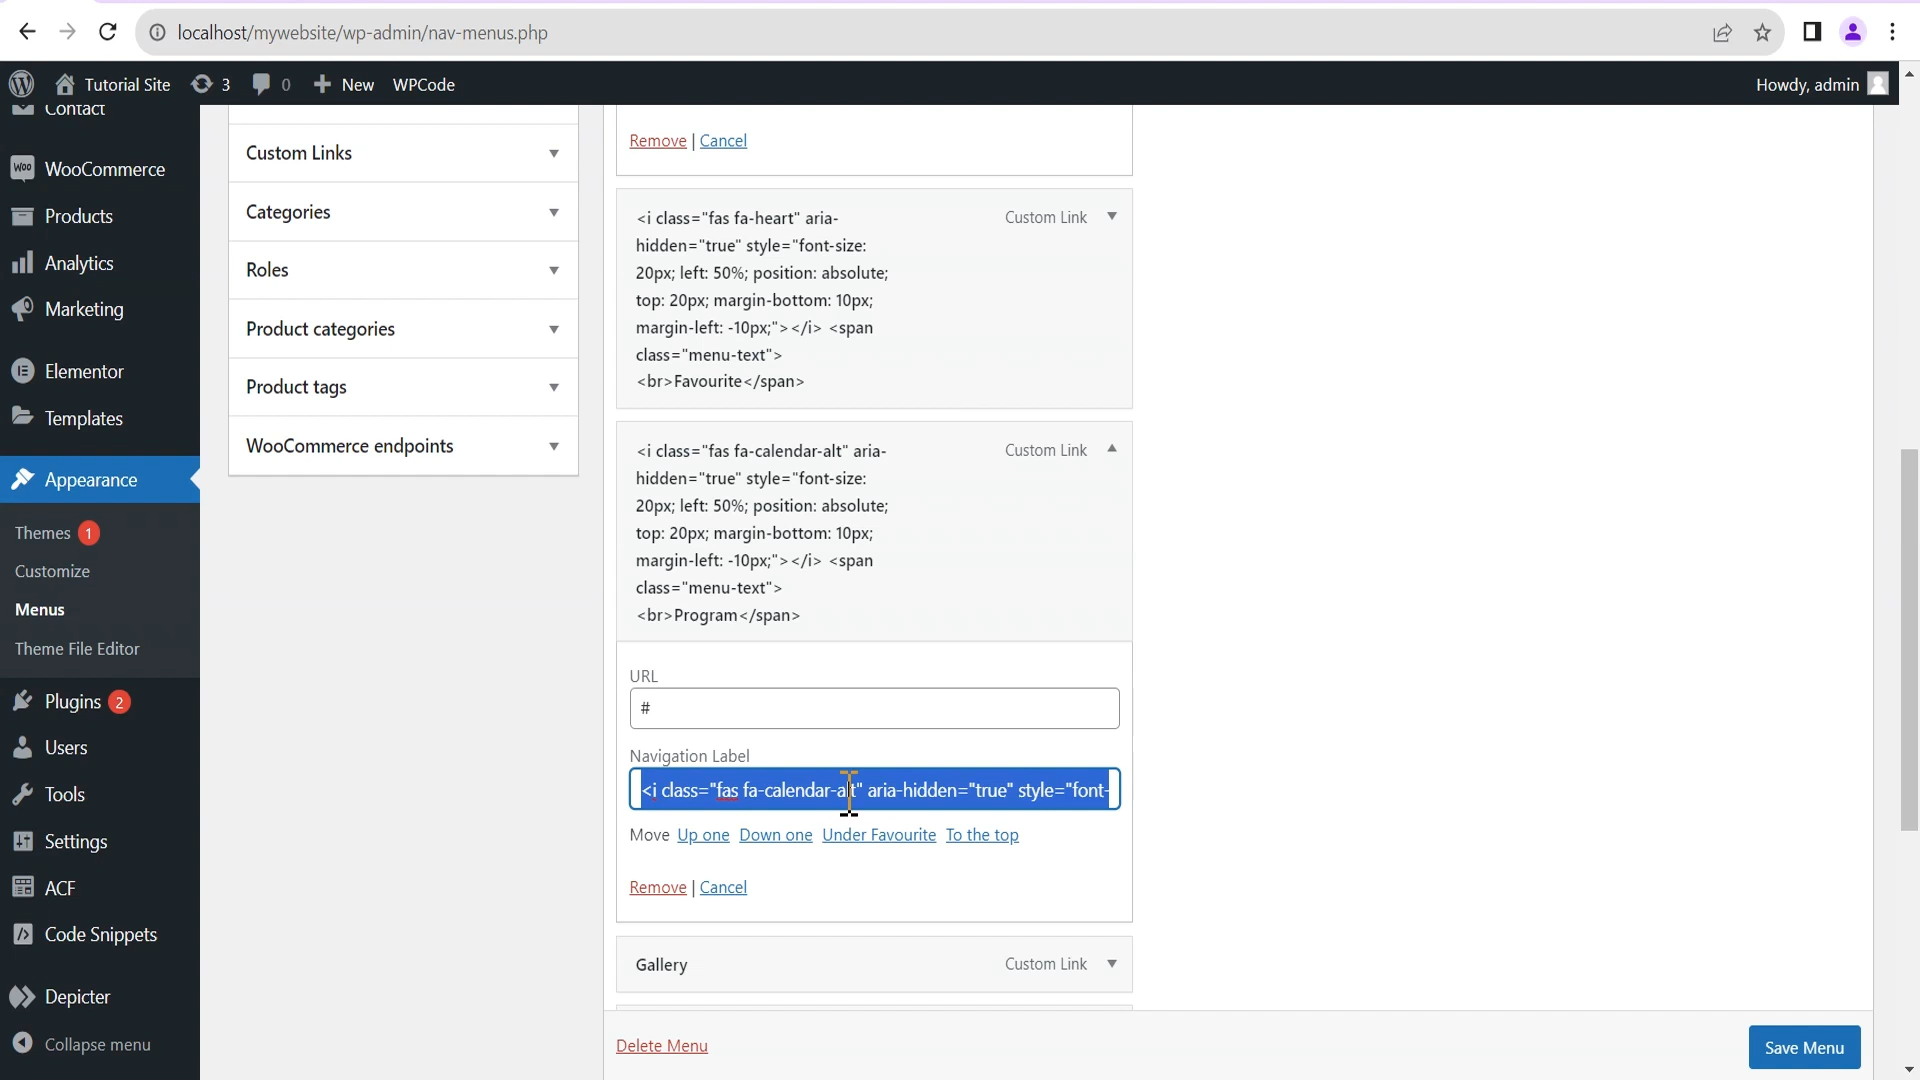 localhost/mywebsite/wp-admin/nav-menus.php
Tutorial Site 3 0 New WPCode Howdy, admin
Contact
WooCommerce
Products
Analytics
Marketing
Elementor
Templates
Appearance
Themes 1
Customize
Menus
Theme File Editor
Plugins 2
Users
Tools
Settings
ACF
Code Snippets
Depicter
Collapse menu
Custom Links
Categories
Roles
Product categories
Product tags
WooCommerce endpoints
Remove | Cancel
<i class="fas fa-heart" aria- Custom Link
hidden="true" style="font-size:
20px; left: 50%; position: absolute;
top: 20px; margin-bottom: 10px;
margin-left: -10px;"></i> <span
class="menu-text">
<br>Favourite</span>
<i class="fas fa-calendar-alt" aria- Custom Link
hidden="true" style="font-size:
20px; left: 50%; position: absolute;
top: 20px; margin-bottom: 10px;
margin-left: -10px;"></i> <span
class="menu-text">
<br>Program</span>
URL
#
Navigation Label
<i class="fas fa-calendar-alt" aria-hidden="true" style="font-
Move Up one Down one Under Favourite To the top
Remove | Cancel
Gallery Custom Link
Delete Menu Save Menu